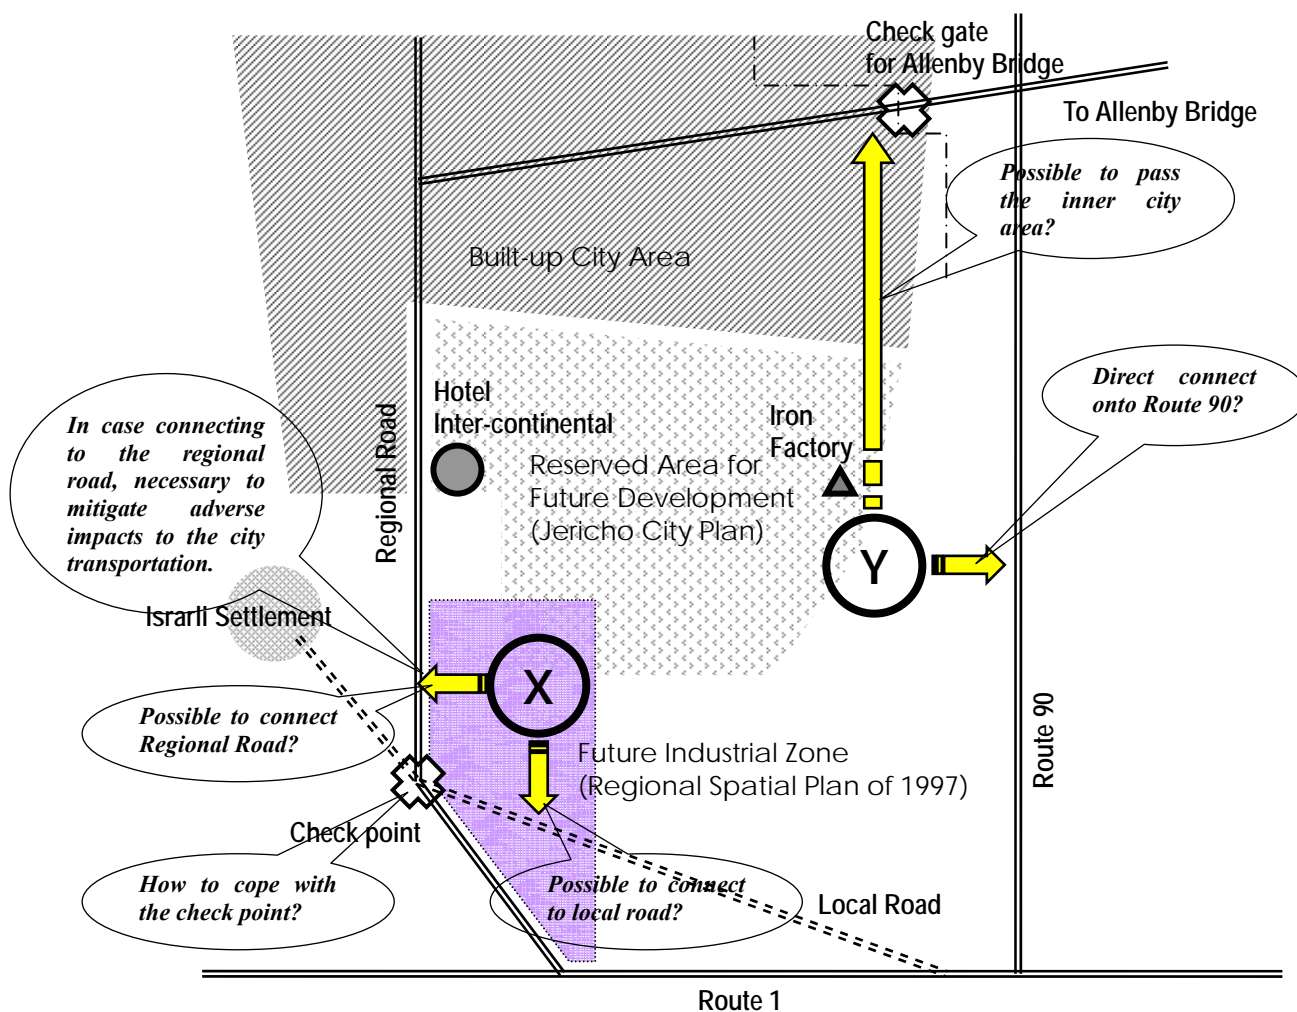 Check gate
for Allenby Bridge
To Allenby Bridge
Possible to pass
the inner city
area?
Built-up City Area
Direct connect
onto Route 90?
Hotel
Inter-continental
Iron
Factory
In case connecting
to the regional
road, necessary to
mitigate adverse
impacts to the city
transportation.
Regional Road
Reserved Area for
Future Development
(Jericho City Plan)
Y
Israrli Settlement
X
Possible to connect
Regional Road?
Future Industrial Zone
(Regional Spatial Plan of 1997)
Route 90
Check point
How to cope with
the check point?
Possible to connect
to local road?
Local Road
Route 1